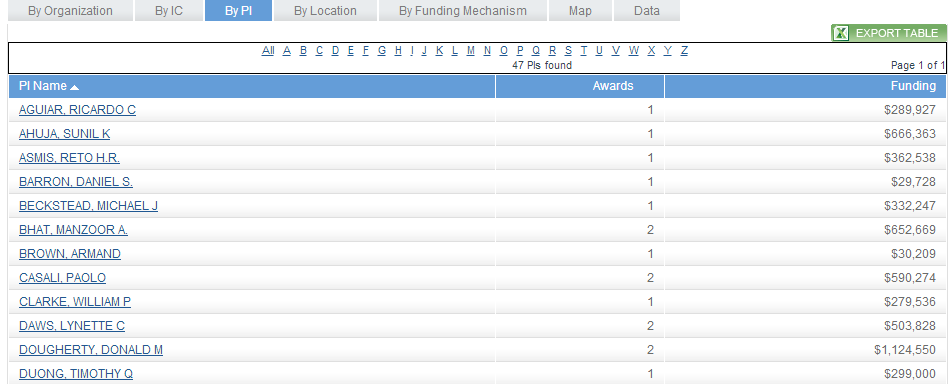 By Organization By IC By PI By Location By Funding Mechanism Map Data
EXPORT TABLE
All A B C D E F G H I J K L M N O P Q R S T U V W X Y Z
47 PIs found Page 1 of 1
PI Name Awards Funding
AGUIAR, RICARDO C 1 $289,927
AHUJA, SUNIL K 1 $666,363
ASMIS, RETO H.R. 1 $362,538
BARRON, DANIEL S. 1 $29,728
BECKSTEAD, MICHAEL J 1 $332,247
BHAT, MANZOOR A. 2 $652,669
BROWN, ARMAND 1 $30,209
CASALI, PAOLO 2 $590,274
CLARKE, WILLIAM P 1 $279,536
DAWS, LYNETTE C 2 $503,828
DOUGHERTY, DONALD M 2 $1,124,550
DUONG, TIMOTHY Q 1 $299,000